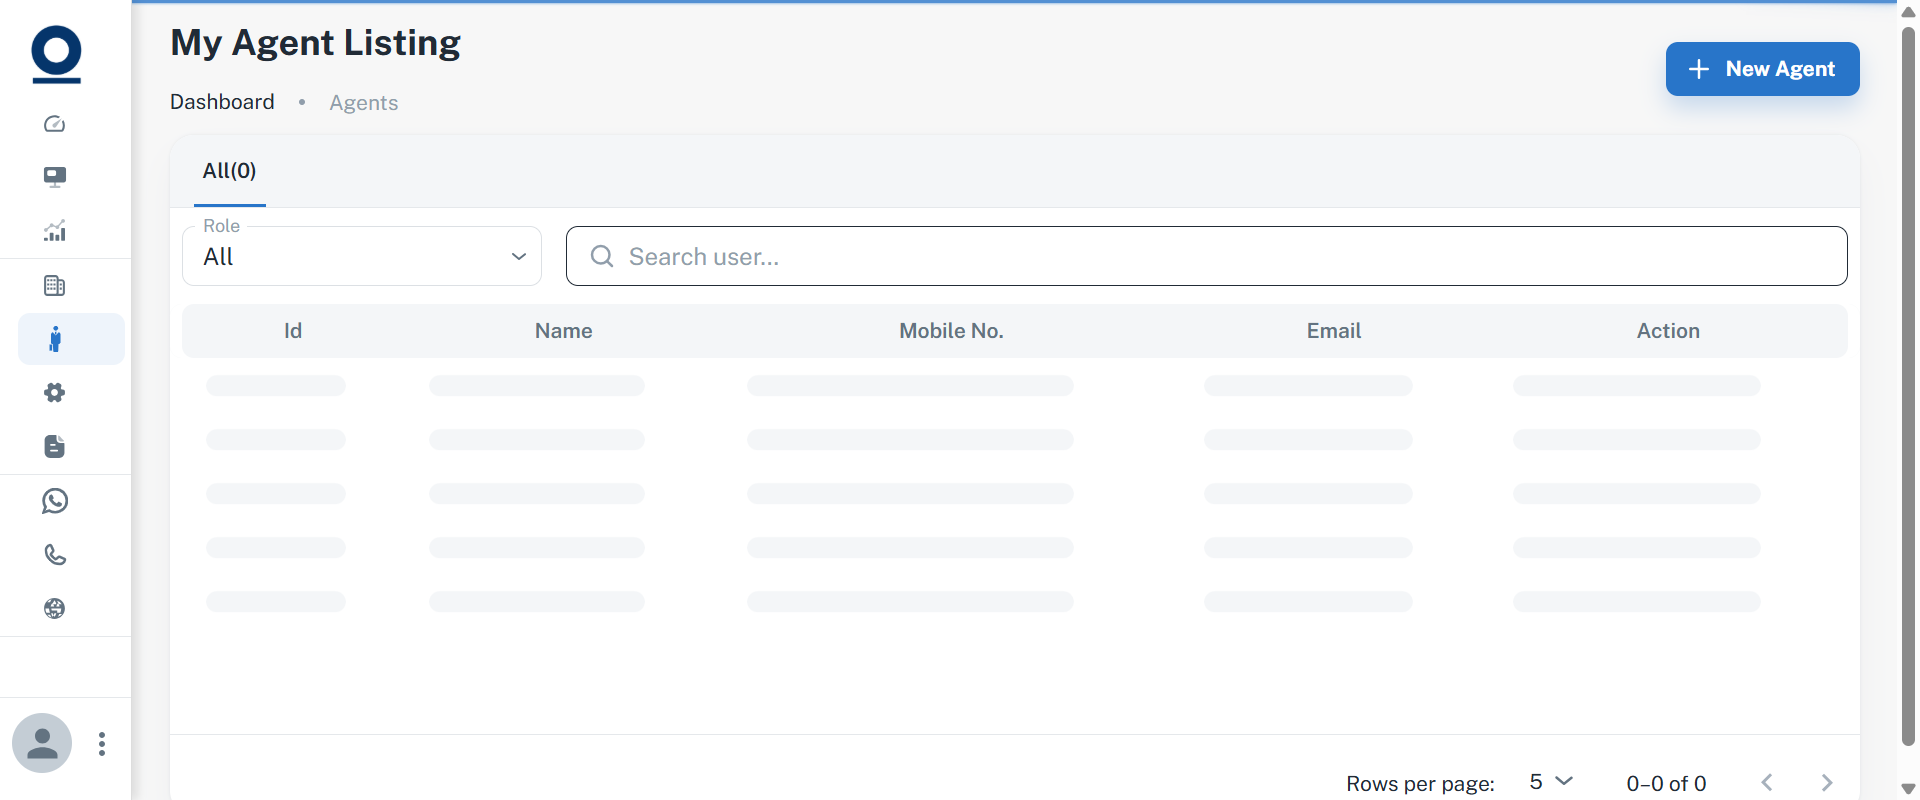 My Agent Listing
Dashboard • Agents
New Agent
All(0)
Role
All
Search user...
Id Name Mobile No. Email Action
Rows per page: 5 0–0 of 0